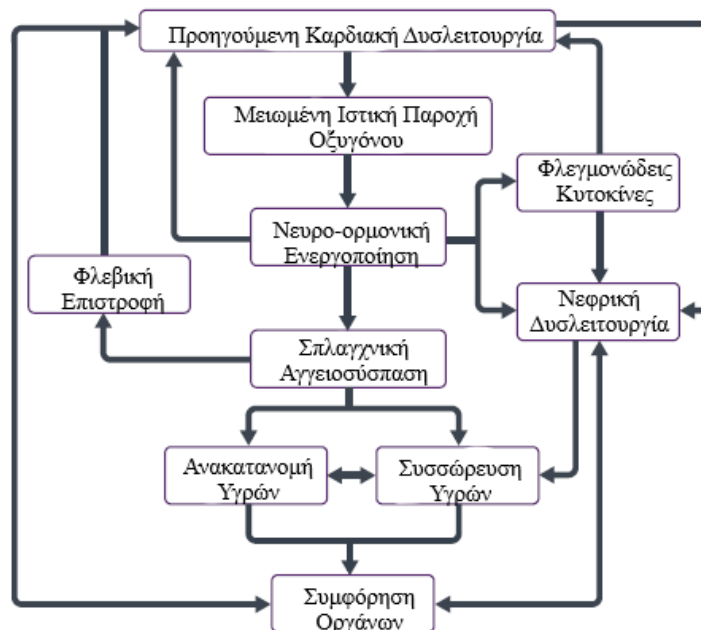 Προηγούμενη Καρδιακή Δυσλειτουργία
Μειωμένη Ιστική Παροχή
Οξυγόνου
Φλεγμονώδεις
Κυτοκίνες
Νευρο-ορμονική
Ενεργοποίηση
Φλεβική
Επιστροφή
Νεφρική
Δυσλειτουργία
Σπλαγχνική
Αγγειοσύσπαση
Ανακατανομή
Υγρών
Συσσώρευση
Υγρών
Συμφόρηση
Οργάνων